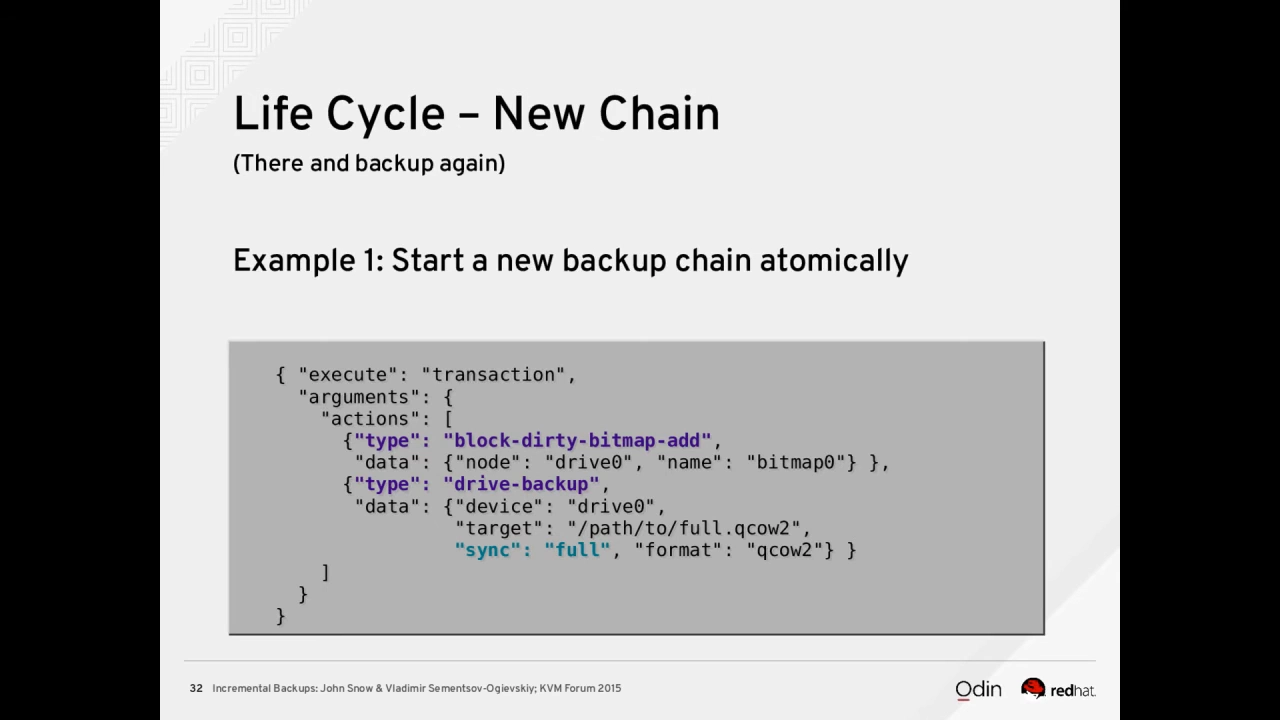 Life Cycle – New Chain
(There and backup again)
Example 1: Start a new backup chain atomically
{ "execute": "transaction",
  "arguments": {
    "actions": [
      {"type": "block-dirty-bitmap-add",
       "data": {"node": "drive0", "name": "bitmap0"} },
      {"type": "drive-backup",
       "data": {"device": "drive0",
                "target": "/path/to/full.qcow2",
                "sync": "full", "format": "qcow2"} }
    ]
  }
}
32 Incremental Backups: John Snow & Vladimir Sementsov-Ogievskiy; KVM Forum 2015
Odin redhat.